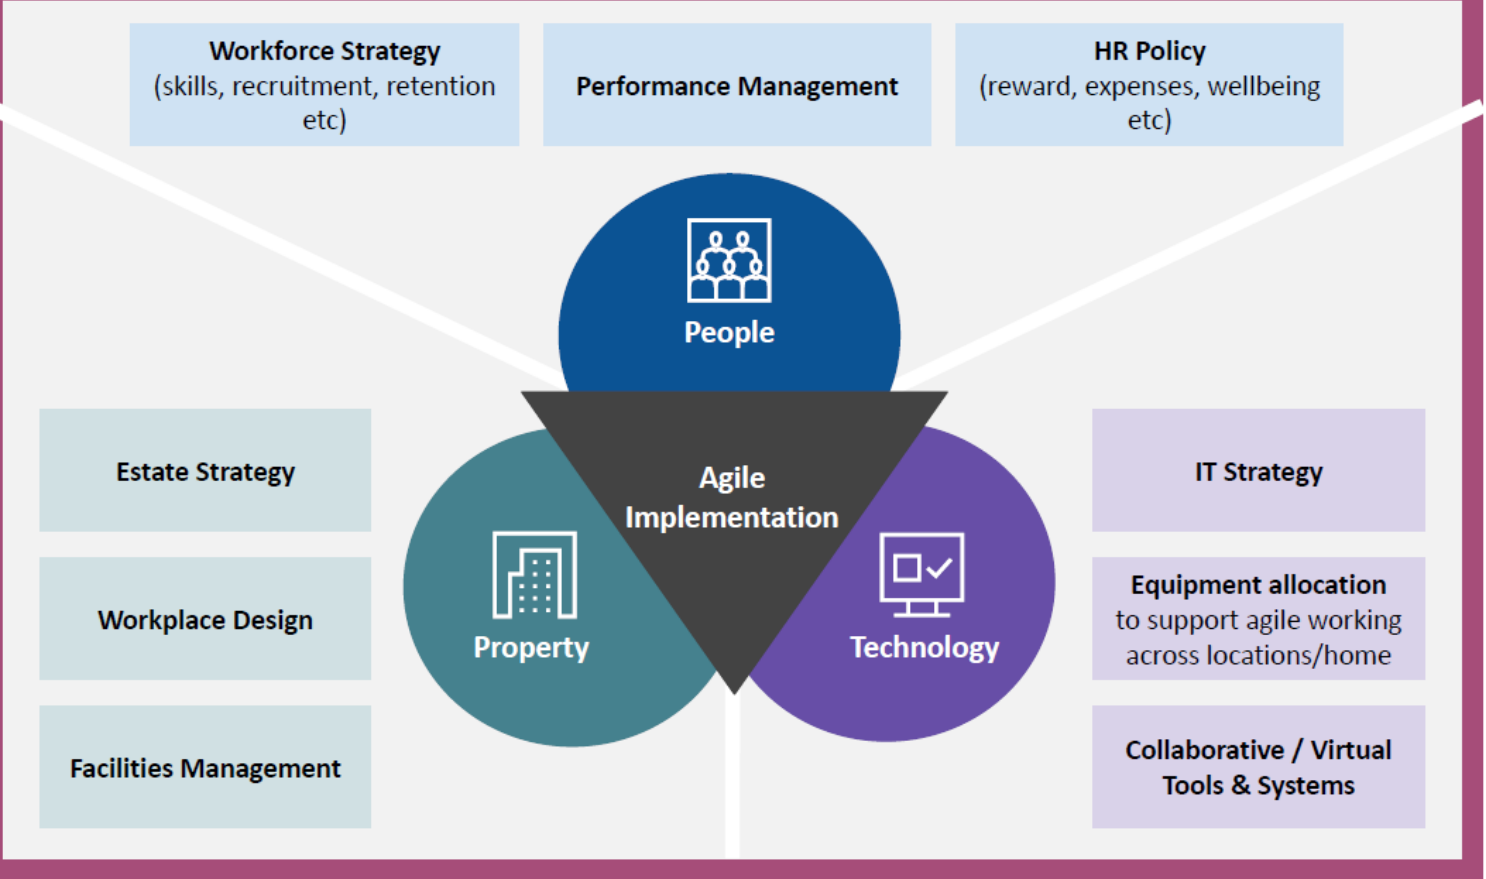 Workforce Strategy
(skills, recruitment, retention
etc)
Performance Management
HR Policy
(reward, expenses, wellbeing
etc)
People
Agile
Implementation
Property
Technology
Estate Strategy
Workplace Design
Facilities Management
IT Strategy
Equipment allocation
to support agile working
across locations/home
Collaborative / Virtual
Tools & Systems